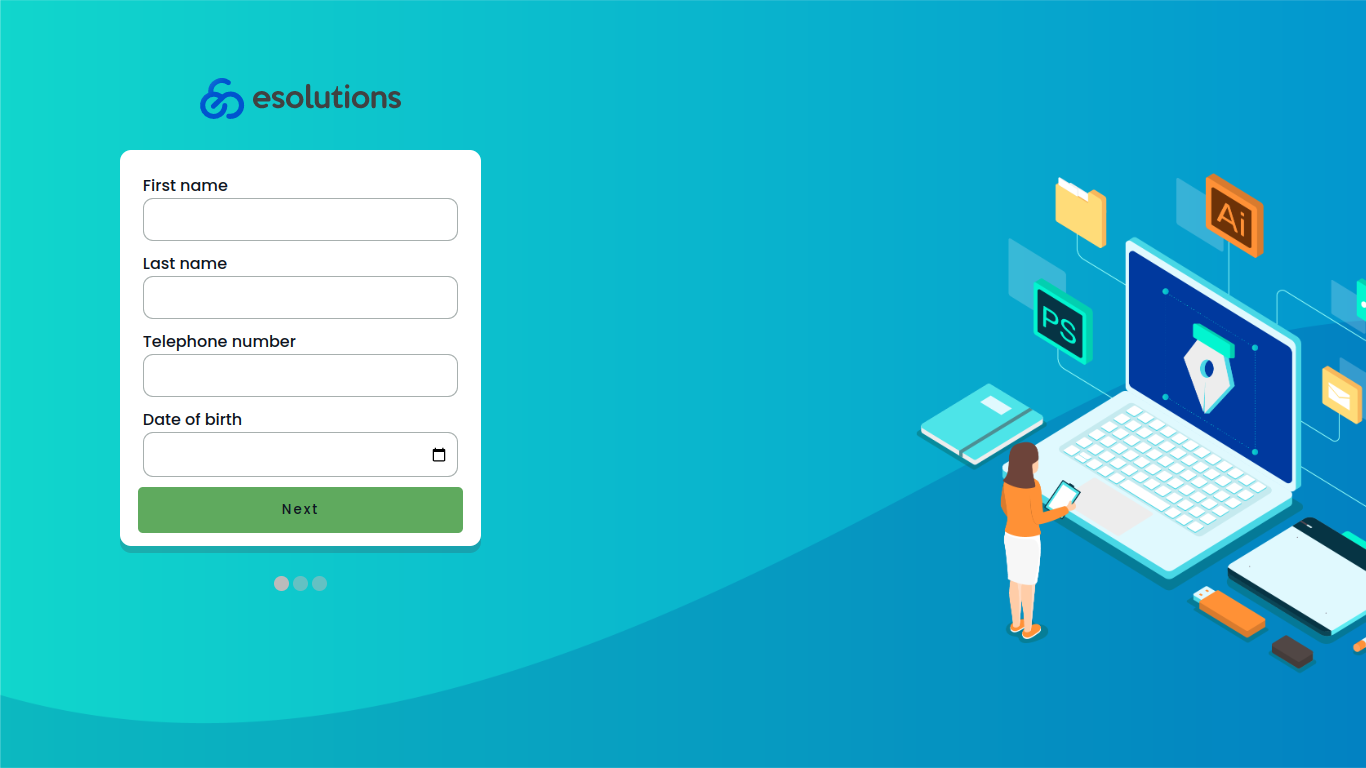 esolutions
First name
Last name
Telephone number
Date of birth
Next
Ai
PS